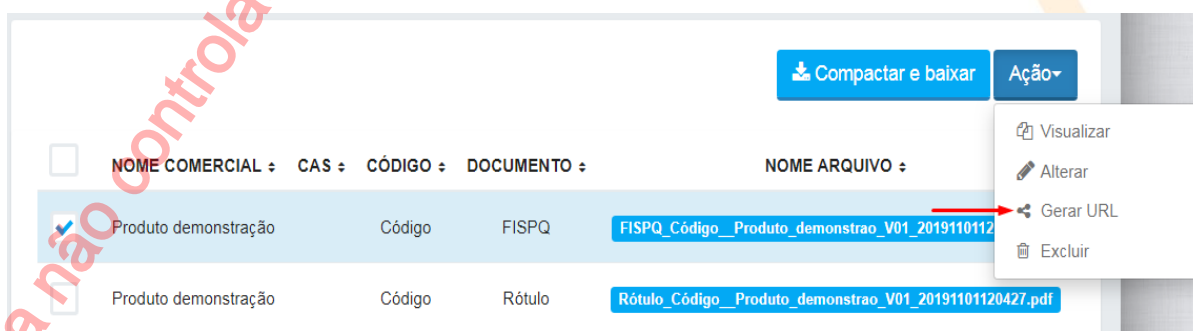 Compactar e baixar Ação
Visualizar
NOME COMERCIAL CAS CÓDIGO DOCUMENTO NOME ARQUIVO
Alterar
Gerar URL
Produto demonstração Código FISPQ FISPQ_Código__Produto_demonstrao_V01_2019110112
Excluir
Produto demonstração Código Rótulo Rótulo_Código__Produto_demonstrao_V01_20191101120427.pdf
a não controla